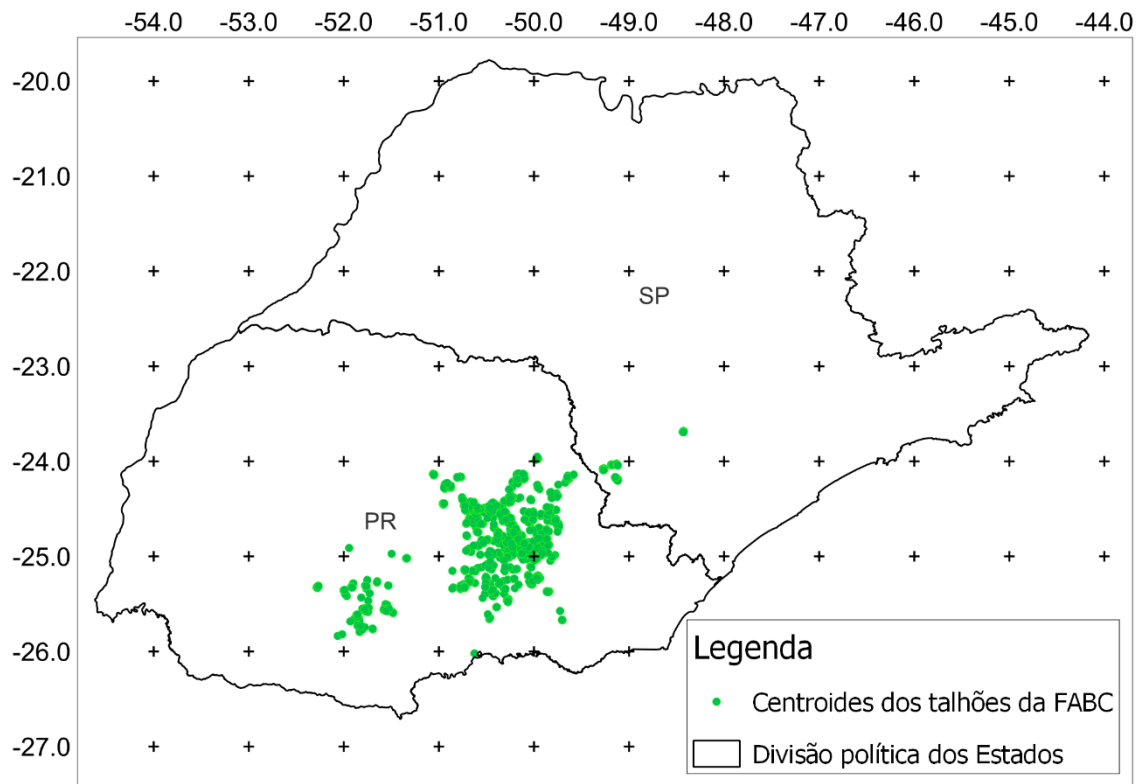 -54.0 -53.0 -52.0 -51.0 -50.0 -49.0 -48.0 -47.0 -46.0 -45.0 -44.0
-20.0
-21.0
-22.0
SP
-23.0
-24.0
PR
-25.0
-26.0
Legenda
Centroides dos talhões da FABC
-27.0
Divisão política dos Estados